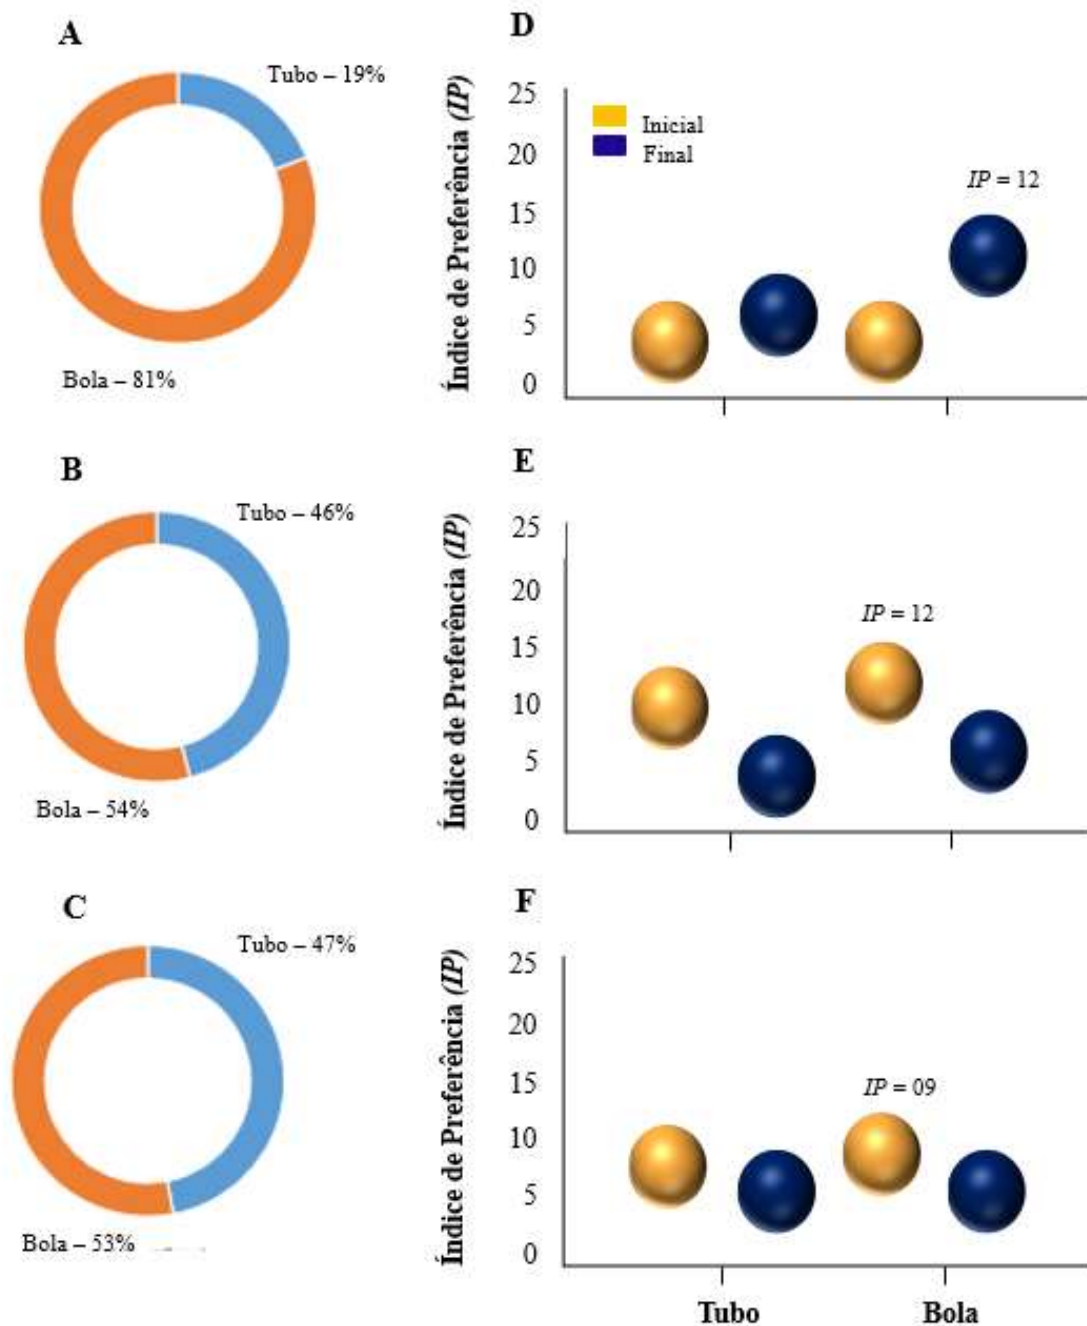 A
Tubo – 19%
Bola – 81%
D
Índice de Preferência (IP)
25
20
15
10
5
0
Inicial
Final
IP = 12
B
Tubo – 46%
Bola – 54%
E
Índice de Preferência (IP)
25
20
15
10
5
0
IP = 12
C
Tubo – 47%
Bola – 53%
F
Índice de Preferência (IP)
25
20
15
10
5
0
IP = 09
Tubo
Bola